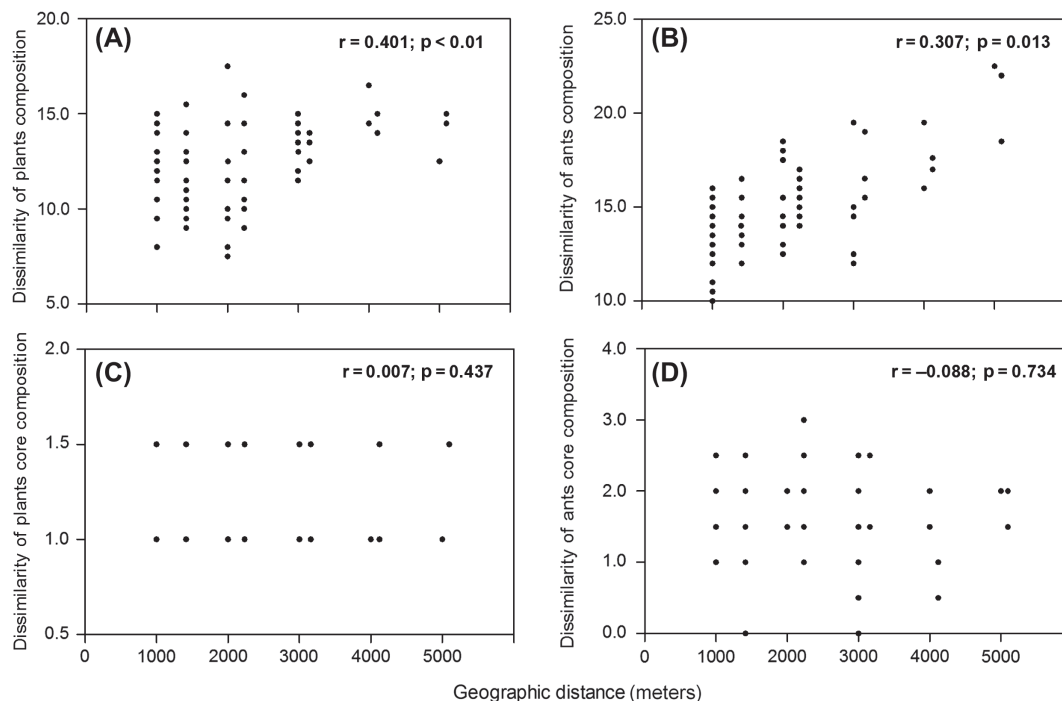 (A)
r = 0.401; p < 0.01
Dissimilarity of plants composition
20.0
15.0
10.0
5.0
(B)
r = 0.307; p = 0.013
Dissimilarity of ants composition
25.0
20.0
15.0
10.0
(C)
r = 0.007; p = 0.437
Dissimilarity of plants core composition
2.0
1.5
1.0
0.5
0 1000 2000 3000 4000 5000
(D)
r = –0.088; p = 0.734
Dissimilarity of ants core composition
4.0
3.0
2.0
1.0
0.0
0 1000 2000 3000 4000 5000
Geographic distance (meters)